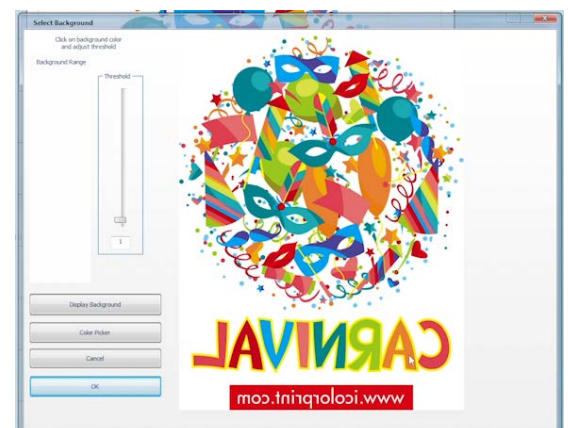 Select Background
Click on background color
and adjust threshold
Background Range
Threshold
1
Display Background
Color Picker
Cancel
OK
CARNIVAL
www.icolorprint.com